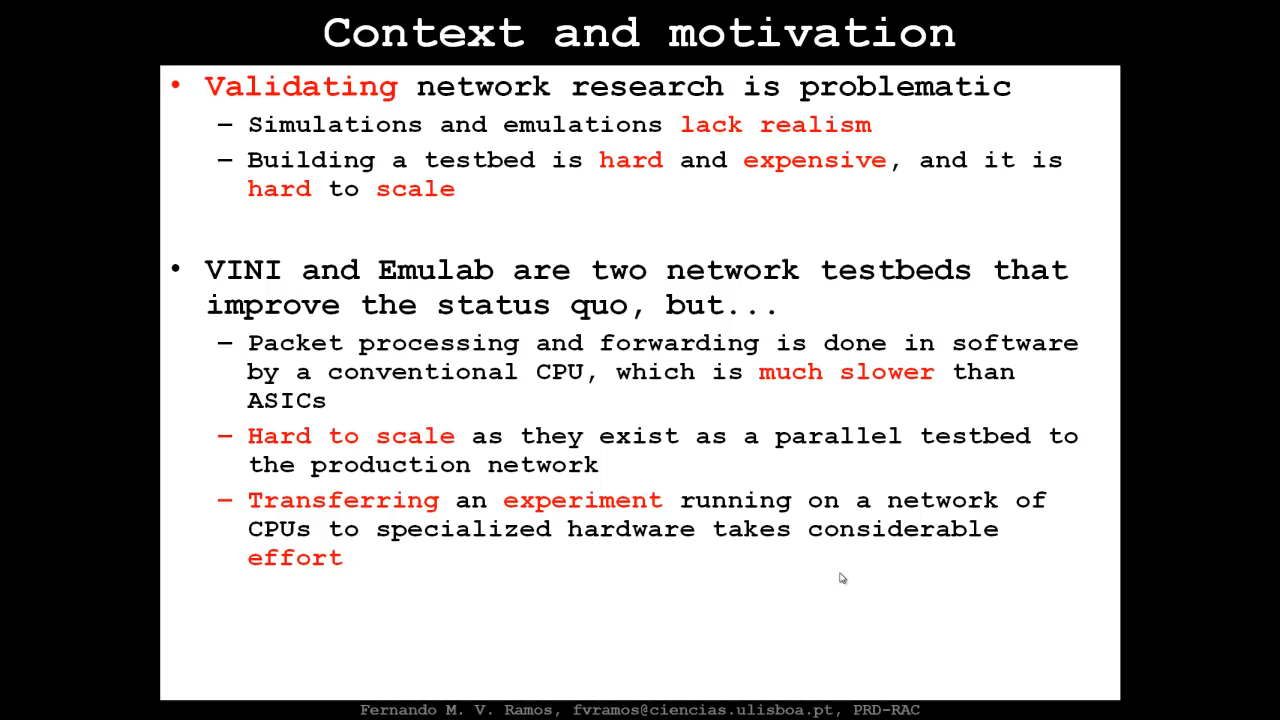 Context and motivation
• Validating network research is problematic
– Simulations and emulations lack realism
– Building a testbed is hard and expensive, and it is
hard to scale
• VINI and Emulab are two network testbeds that
improve the status quo, but...
– Packet processing and forwarding is done in software
by a conventional CPU, which is much slower than
ASICs
– Hard to scale as they exist as a parallel testbed to
the production network
– Transferring an experiment running on a network of
CPUs to specialized hardware takes considerable
effort
Fernando M. V. Ramos, fvramos@ciencias.ulisboa.pt, PRD-RAC